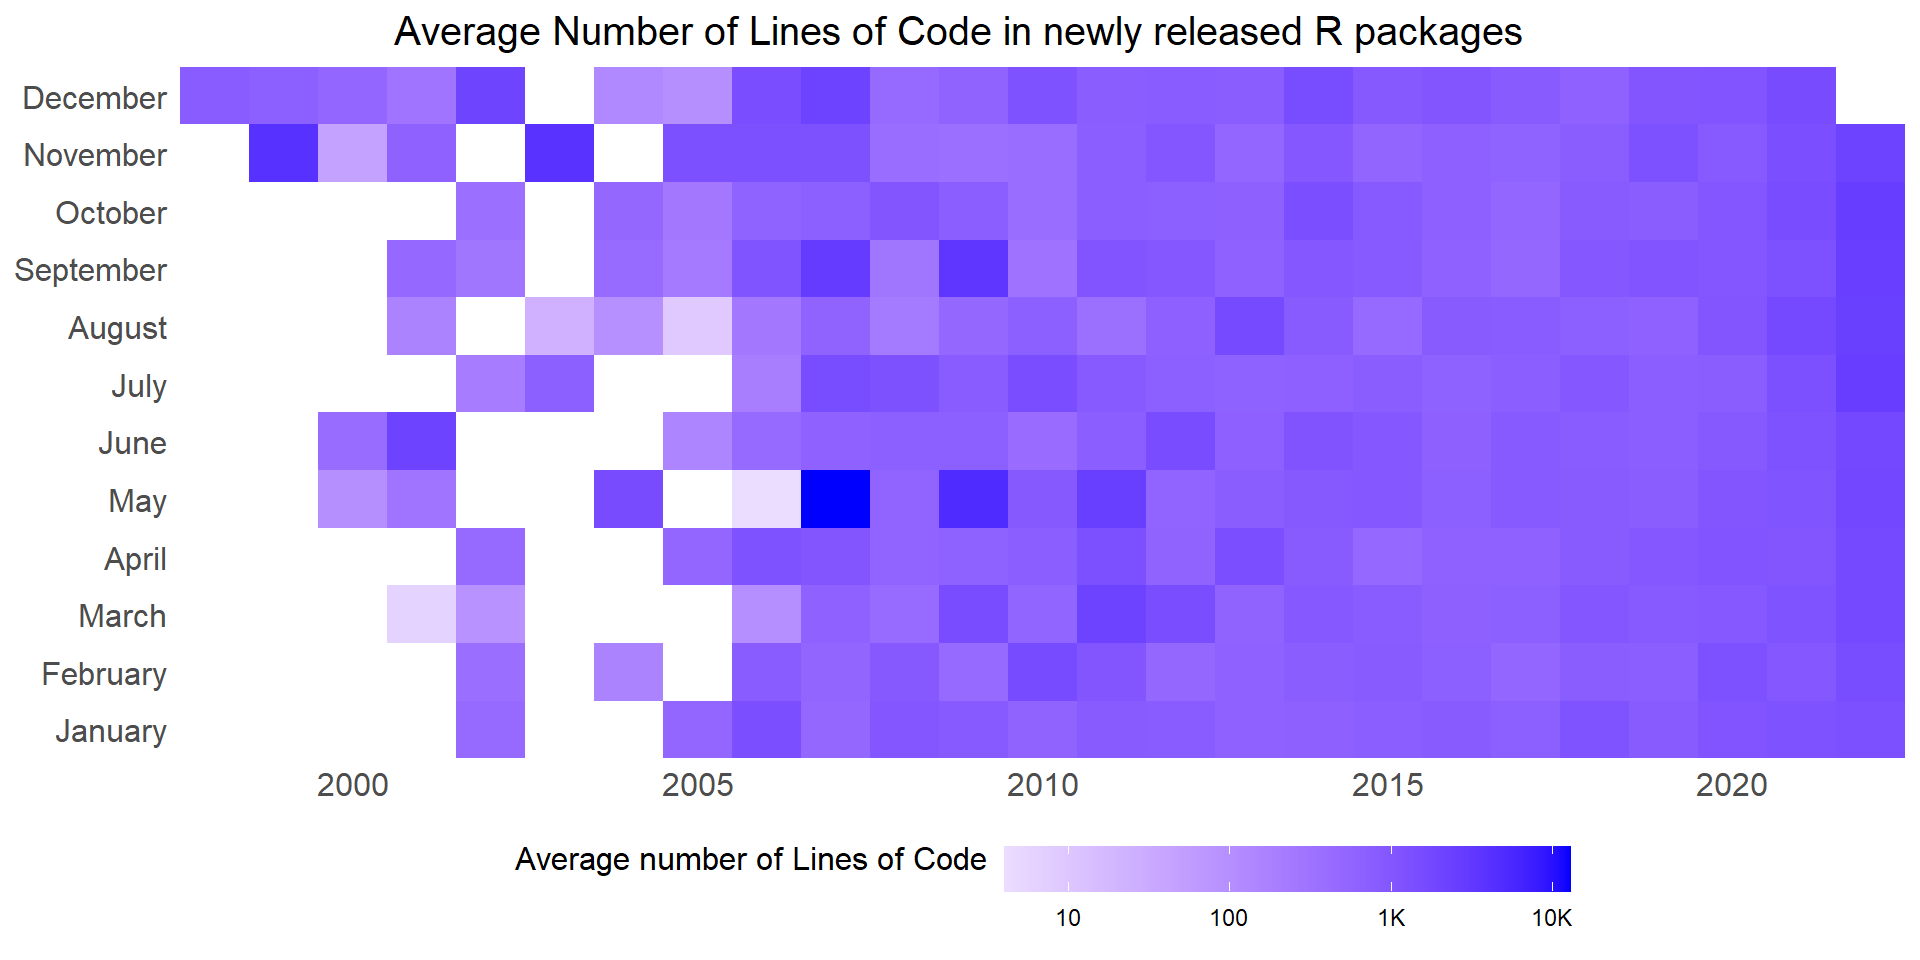 Average Number of Lines of Code in newly released R packages
December
November
October
September
August
July
June
May
April
March
February
January
2000 2005 2010 2015 2020
Average number of Lines of Code
10 100 1K 10K